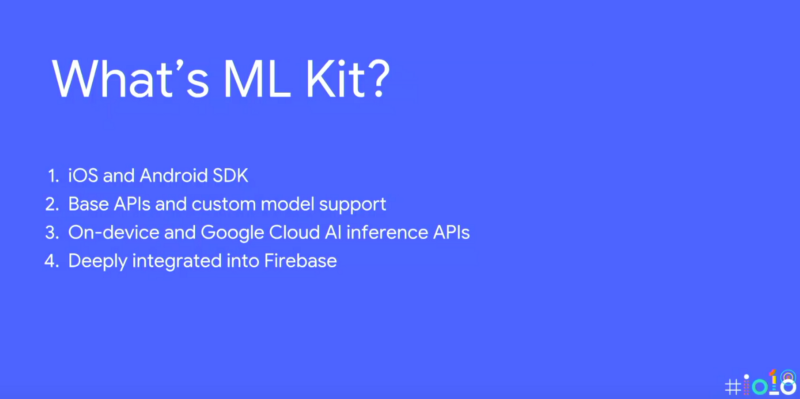 What's ML Kit?
1. iOS and Android SDK
2. Base APIs and custom model support
3. On-device and Google Cloud AI inference APIs
4. Deeply integrated into Firebase
#io18